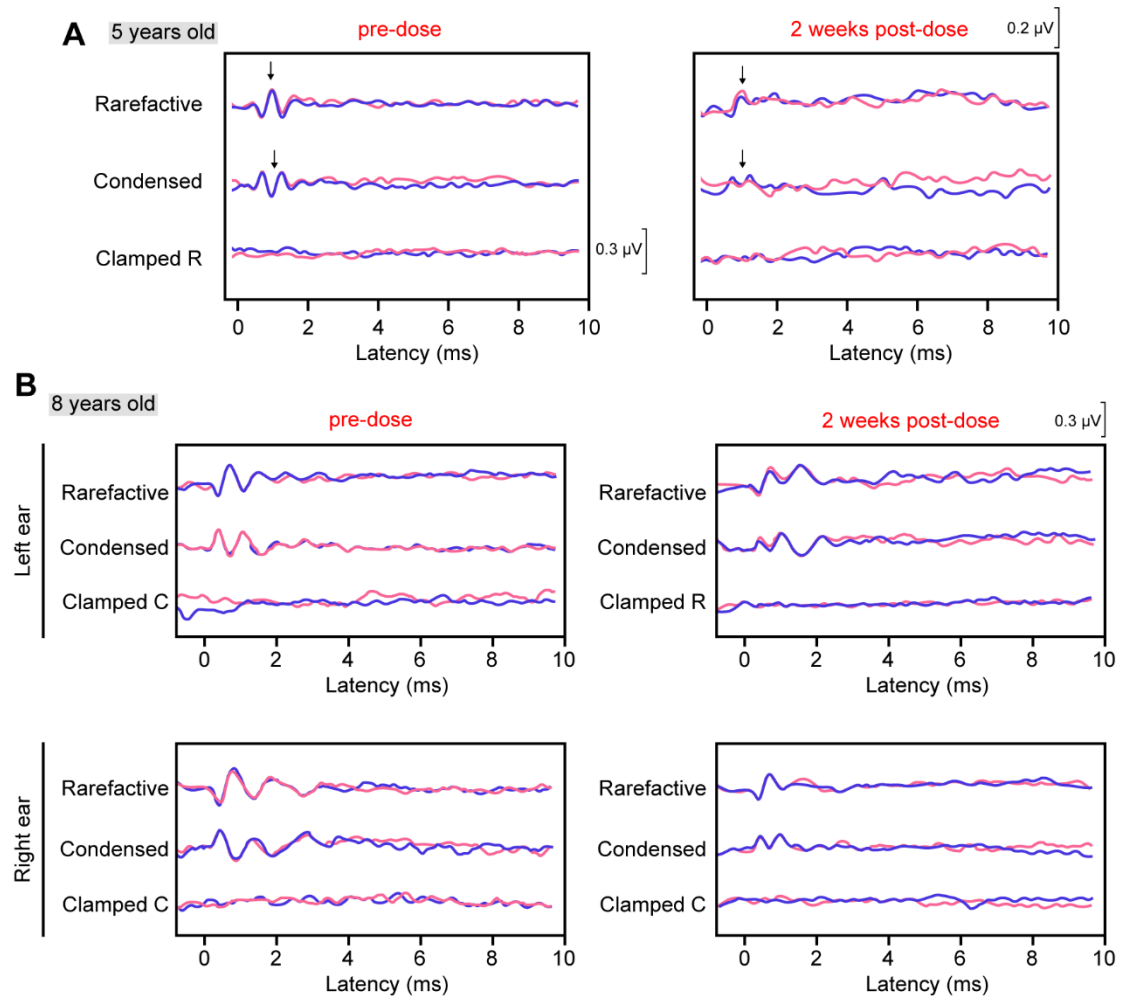 A
5 years old
pre-dose
2 weeks post-dose
0.2 µV
Rarefactive
Condensed
Clamped R
0.3 µV
0 2 4 6 8 10
Latency (ms)
0 2 4 6 8 10
Latency (ms)
B
8 years old
pre-dose
2 weeks post-dose
0.3 µV
Left ear
Rarefactive
Condensed
Clamped C
0 2 4 6 8 10
Latency (ms)
Rarefactive
Condensed
Clamped R
0 2 4 6 8 10
Latency (ms)
Right ear
Rarefactive
Condensed
Clamped C
0 2 4 6 8 10
Latency (ms)
Rarefactive
Condensed
Clamped C
0 2 4 6 8 10
Latency (ms)